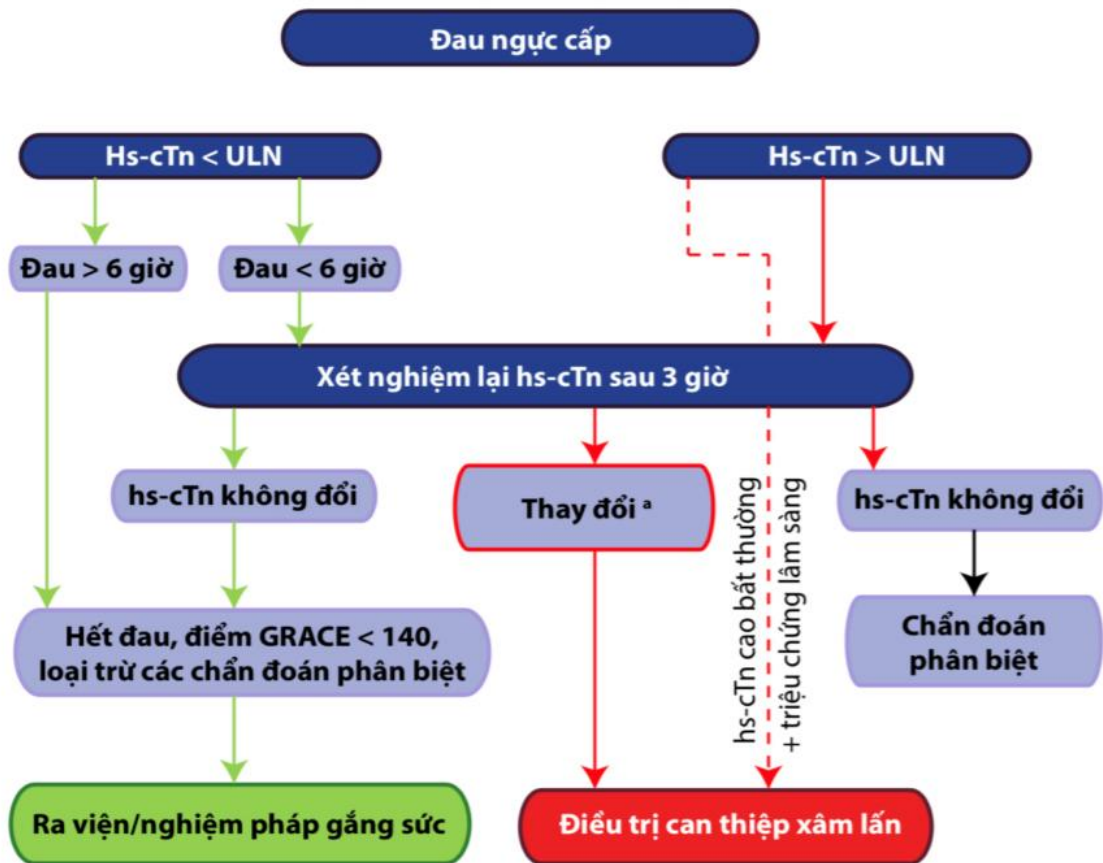 Đau ngực cấp
Hs-cTn < ULN
Hs-cTn > ULN
Đau > 6 giờ
Đau < 6 giờ
Xét nghiệm lại hs-cTn sau 3 giờ
hs-cTn không đổi
Thay đổi ᵃ
hs-cTn cao bất thường
+ triệu chứng lâm sàng
hs-cTn không đổi
Hết đau, điểm GRACE < 140,
loại trừ các chẩn đoán phân biệt
Chẩn đoán
phân biệt
Ra viện/nghiệm pháp gắng sức
Điều trị can thiệp xâm lấn